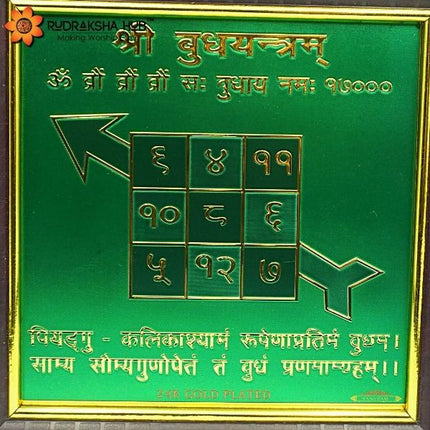 RUDRAKSHA HUB
Making Worship
श्री बुधयन्त्रम्
ॐ व्रौं व्रौं व्रौं सः बुधाय नमः १७०००
९ ४ ११
१० ८ ६
५ १२ ७
प्रियङ्गु - कलिकाश्यामं रूपेणाप्रतिमं बुधम्।
साम्य सौम्यगुणोपेतं तं बुधं प्रणमाम्यहम्।।
24K GOLD PLATED